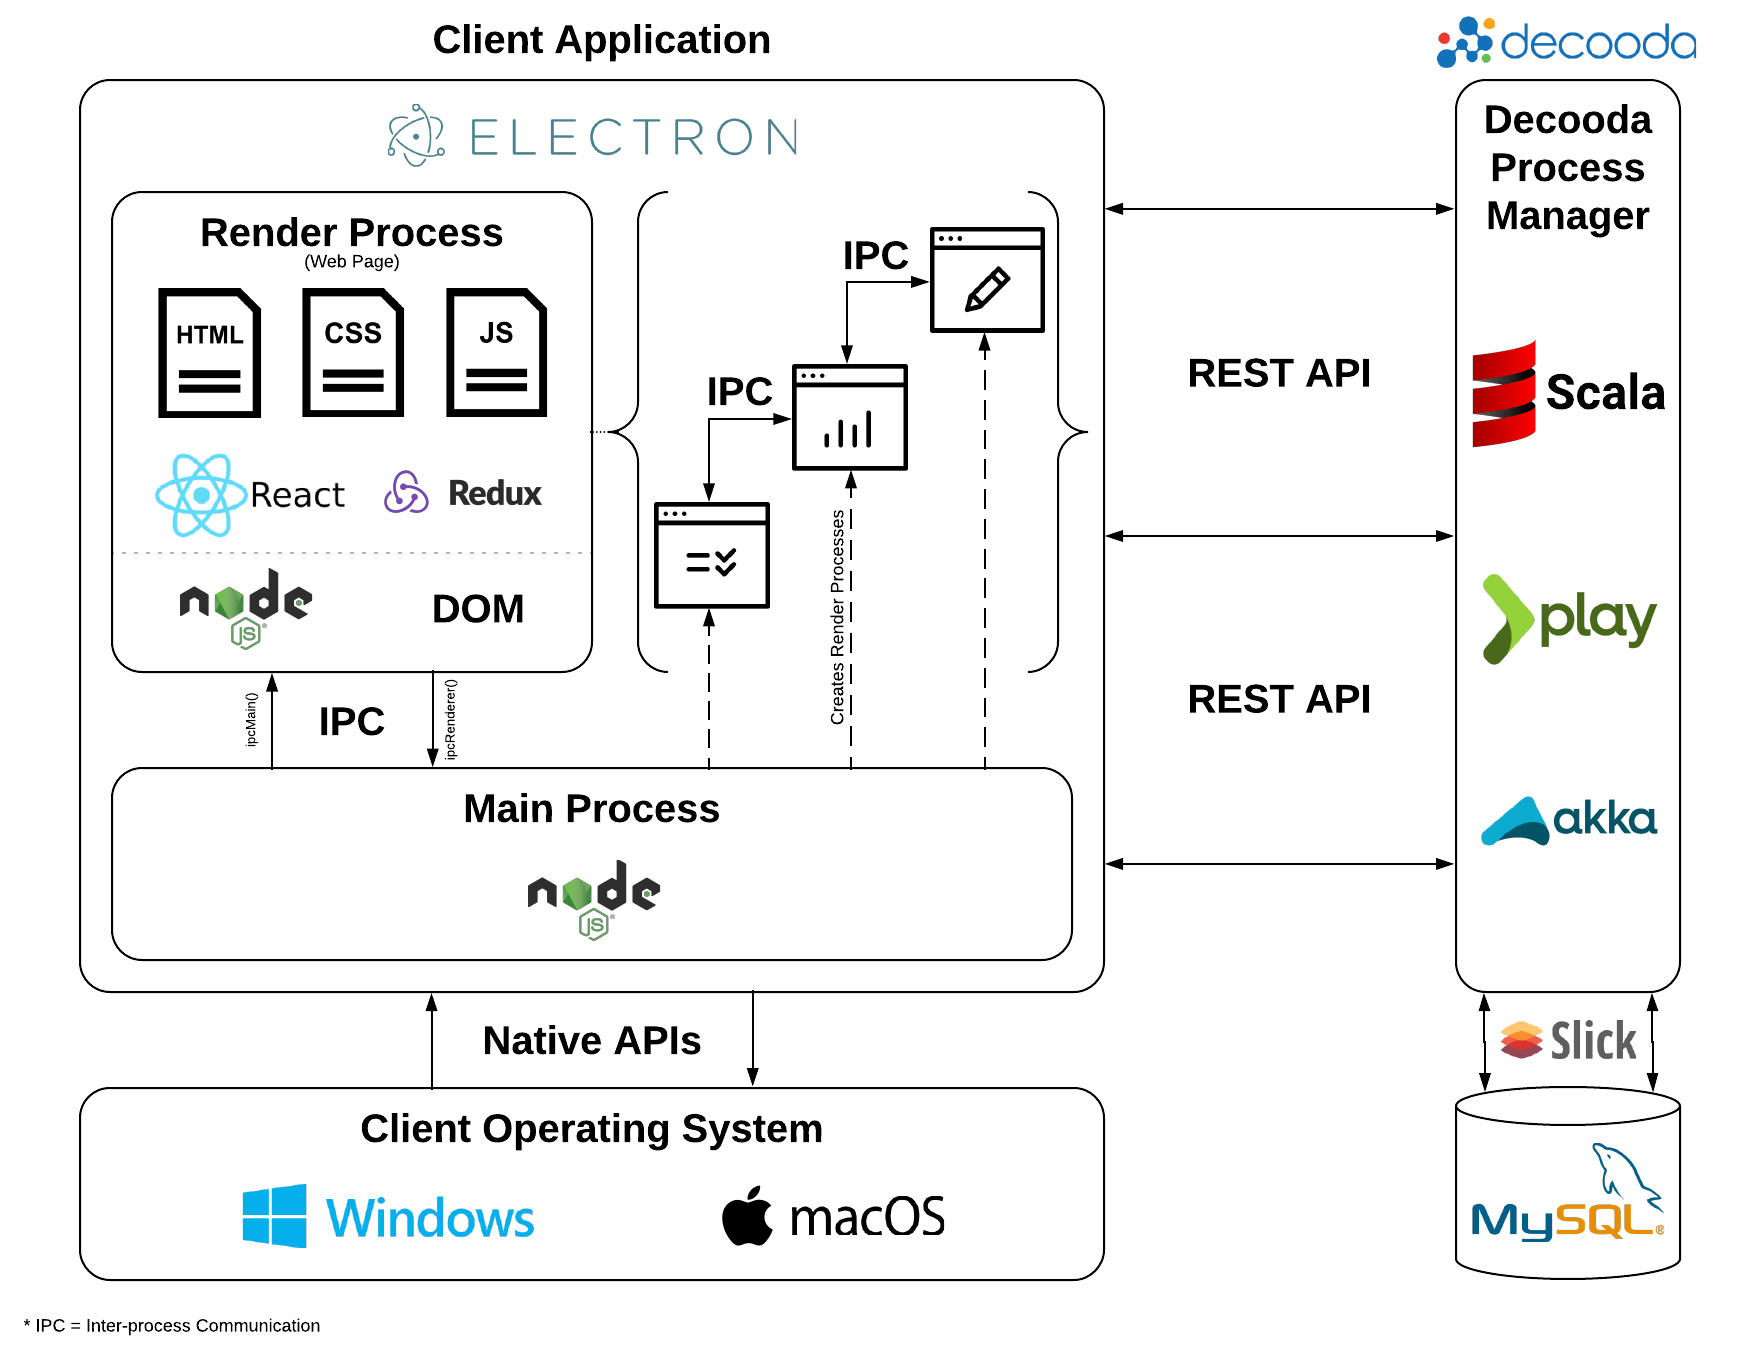 Client Application
decooda
ELECTRON
Decooda
Process
Manager
Render Process
(Web Page)
IPC
HTML
CSS
JS
IPC
REST API
Scala
React
Redux
Creates Render Processes
node
JS
DOM
play
ipcMain()
IPC
ipcRenderer()
REST API
Main Process
akka
node
JS
Native APIs
Slick
Client Operating System
Windows
macOS
MySQL®
* IPC = Inter-process Communication